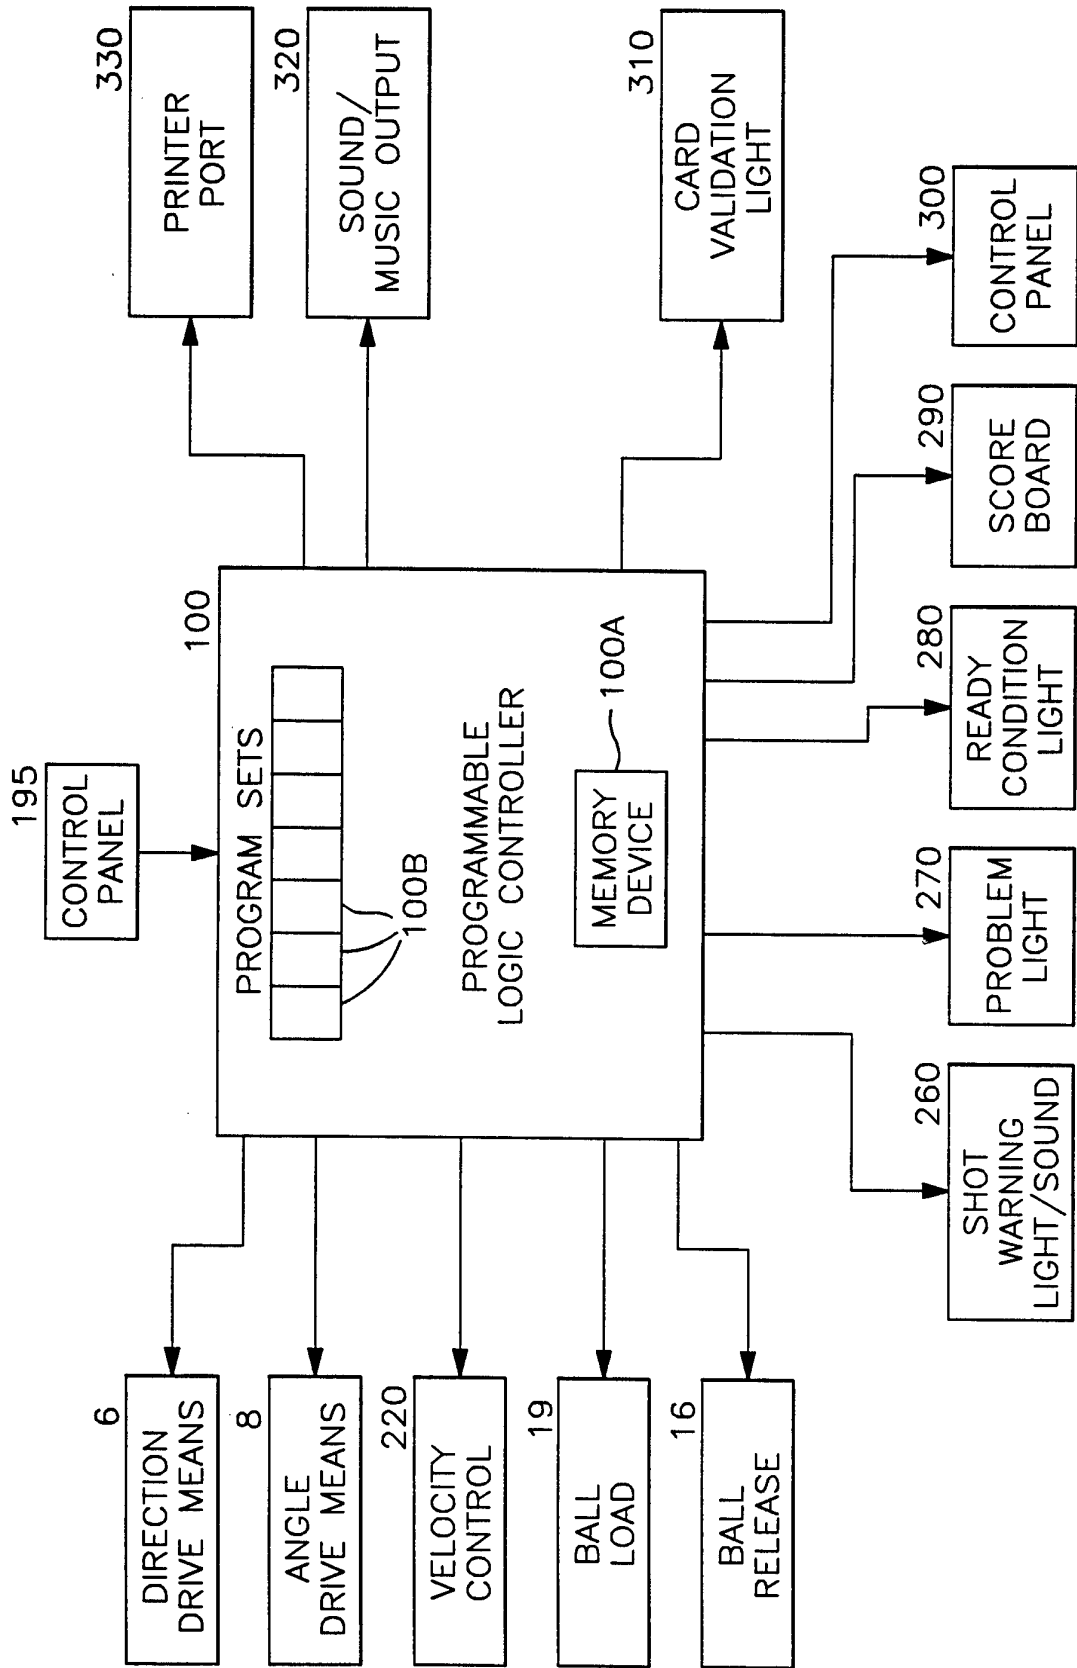 195
CONTROL
PANEL
100
PROGRAM SETS
100B
PROGRAMMABLE
LOGIC CONTROLLER
MEMORY
DEVICE
100A
6
DIRECTION
DRIVE MEANS
8
ANGLE
DRIVE MEANS
220
VELOCITY
CONTROL
19
BALL
LOAD
16
BALL
RELEASE
330
PRINTER
PORT
320
SOUND/
MUSIC OUTPUT
310
CARD
VALIDATION
LIGHT
260
SHOT
WARNING
LIGHT/SOUND
270
PROBLEM
LIGHT
280
READY
CONDITION
LIGHT
290
SCORE
BOARD
300
CONTROL
PANEL